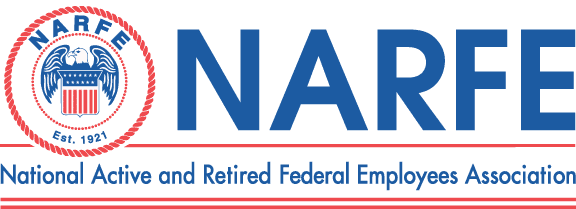 NARFE
Est. 1921
NARFE
National Active and Retired Federal Employees Association